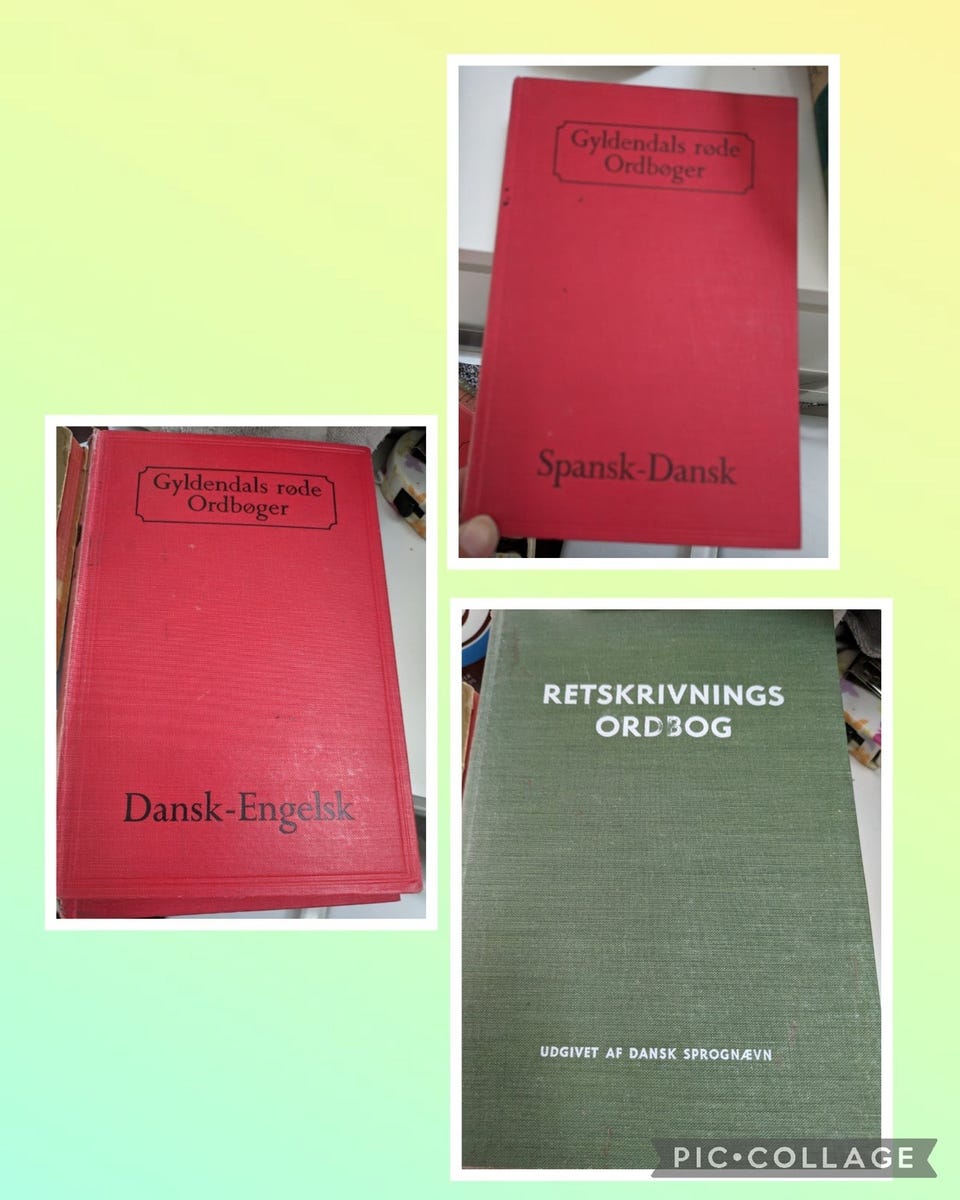 Gyldendals røde
Ordbøger
Spansk-Dansk
Gyldendals røde
Ordbøger
Dansk-Engelsk
RETSKRIVNINGS
ORDBOG
UDGIVET AF DANSK SPROGNÆVN
PIC•COLLAGE